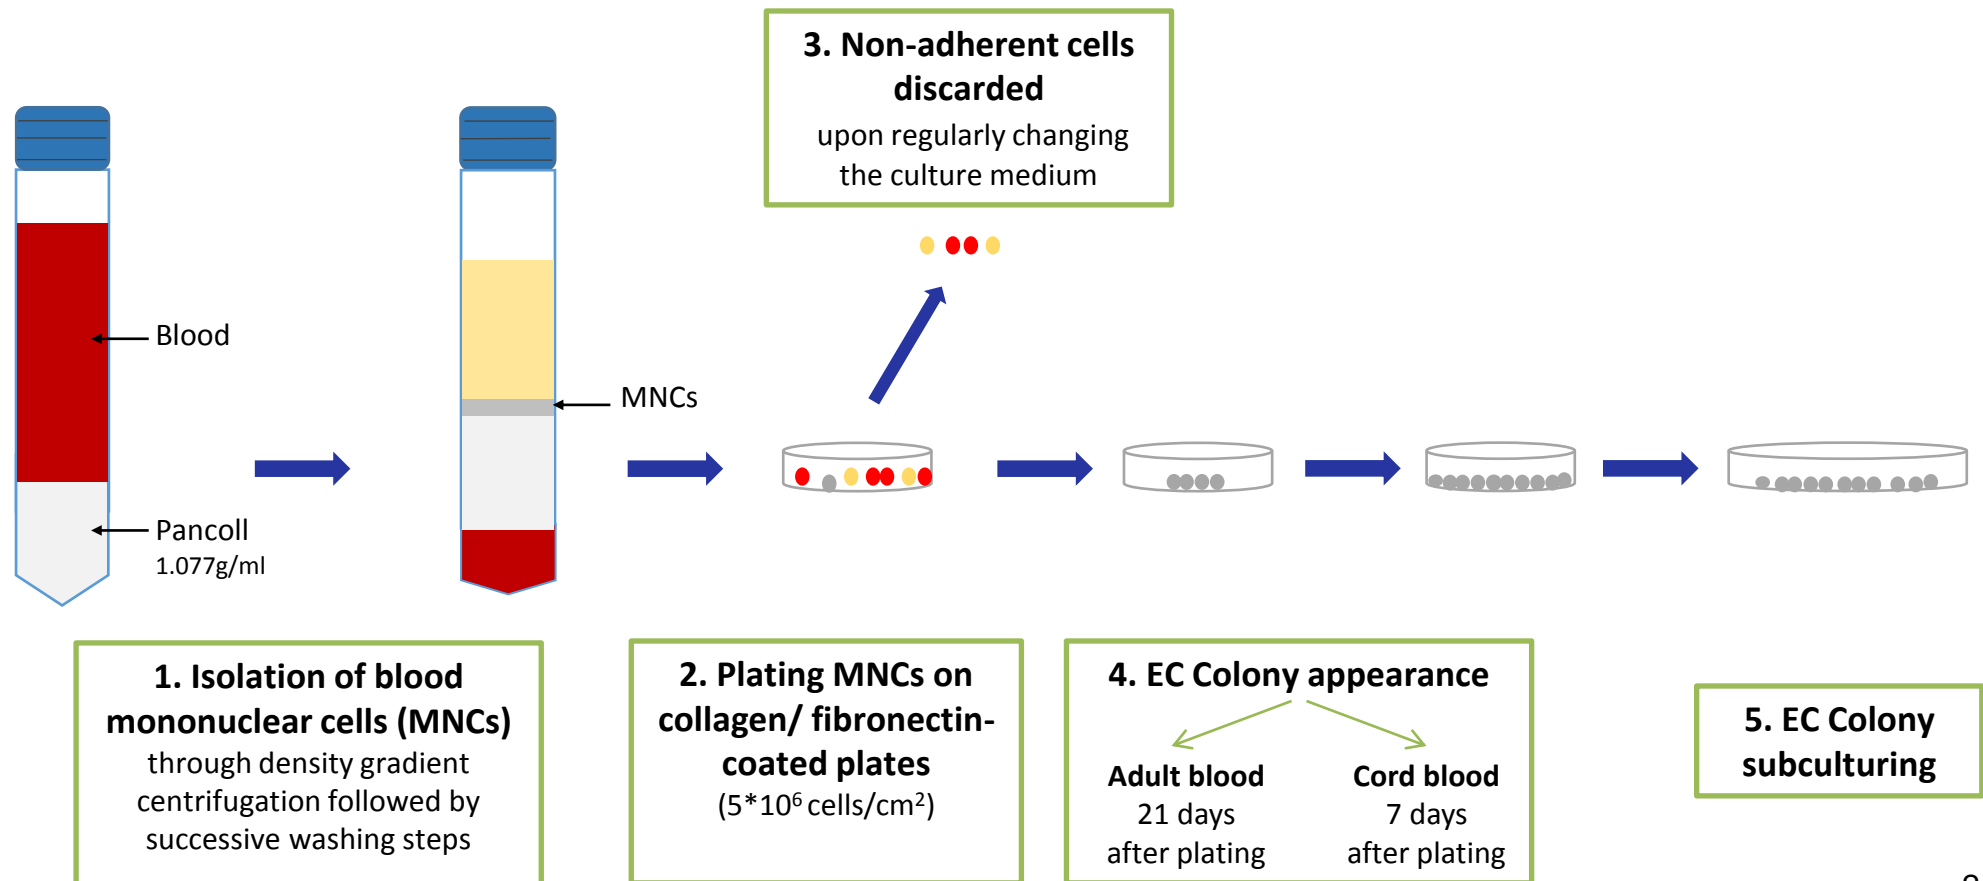 3. Non-adherent cells
discarded
upon regularly changing
the culture medium
Blood
MNCs
Pancoll
1.077g/ml
1. Isolation of blood
mononuclear cells (MNCs)
through density gradient
centrifugation followed by
successive washing steps
2. Plating MNCs on
collagen/ fibronectin-
coated plates
(5*10⁶ cells/cm²)
4. EC Colony appearance
Adult blood
21 days
after plating
Cord blood
7 days
after plating
5. EC Colony
subculturing